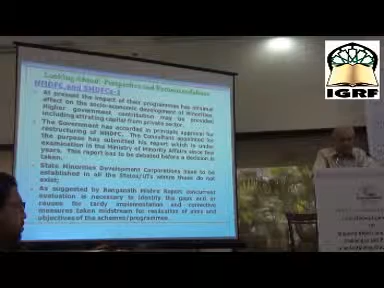 Looking Ahead: Perspective and Recommendations
NMDFC and SMDFCs-2
At present the impact of their programmes has minimal
effect on the socio-economic development of Minorities.
Higher government contribution may be provided
including attracting capital from private sector.
The Government has accorded in principle approval for
restructuring of NMDFC. The Consultant appointed for
the purpose has submitted his report which is under
examination in the Ministry of Minority Affairs since five
years. This report has to be debated before a decision is
taken.
State Minorities Development Corporations have to be
established in all the States/UTs where these do not
exist;
As suggested by Ranganath Mishra Report concurrent
evaluation is necessary to identify the gaps and
causes for tardy implementation and corrective
measures taken midstream for realization of aims and
objectives of the schemes/programmes.
IGRF